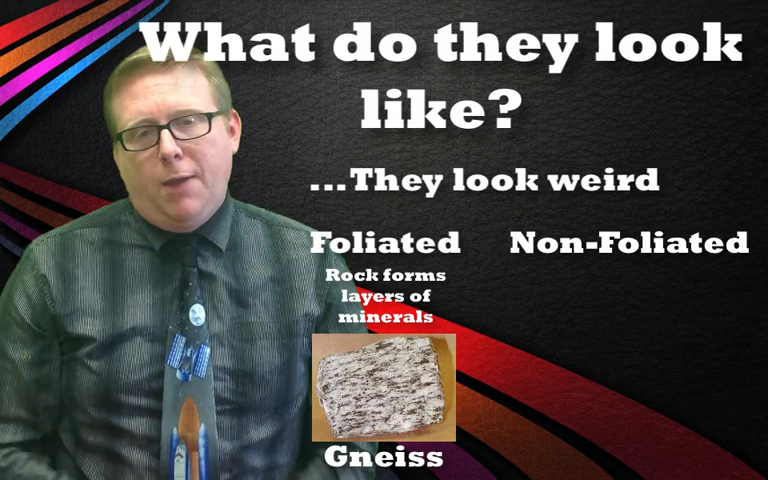 What do they look
like?
...They look weird
Foliated Non-Foliated
Rock forms
layers of
minerals
Gneiss